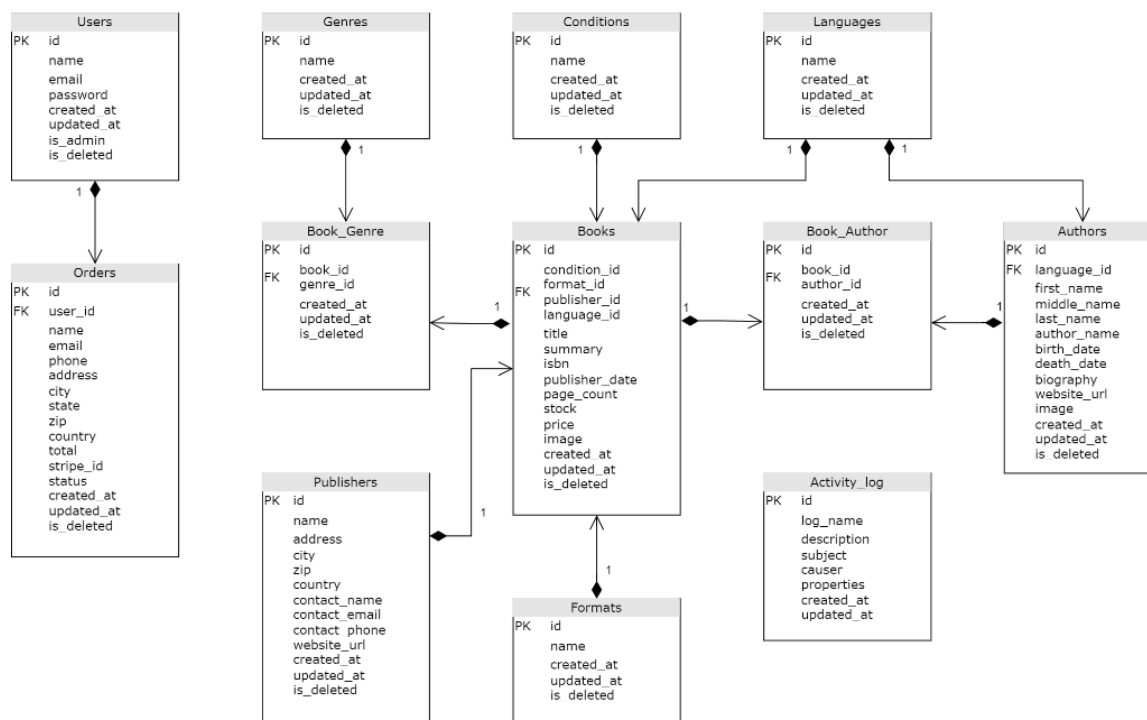 Users
PK id
name
email
password
created_at
updated_at
is_admin
is_deleted
1
Genres
PK id
name
created_at
updated_at
is_deleted
1
Conditions
PK id
name
created_at
updated_at
is_deleted
1
Languages
PK id
name
created_at
updated_at
is_deleted
1
1
Orders
PK id
FK user_id
name
email
phone
address
city
state
zip
country
total
stripe_id
status
created_at
updated_at
is_deleted
Book_Genre
PK id
book_id
FK
genre_id
created_at
updated_at
is_deleted
1
Books
PK id
condition_id
format_id
FK
publisher_id
language_id
title
summary
isbn
publisher_date
page_count
stock
price
image
created_at
updated_at
is_deleted
1
Book_Author
PK id
book_id
FK
author_id
created_at
updated_at
is_deleted
1
Authors
PK id
FK language_id
first_name
middle_name
last_name
author_name
birth_date
death_date
biography
website_url
image
created_at
updated_at
is_deleted
Publishers
PK id
name
address
city
zip
country
contact_name
contact_email
contact_phone
website_url
created_at
updated_at
is_deleted
1
Formats
PK id
name
created_at
updated_at
is_deleted
1
Activity_log
PK id
log_name
description
subject
causer
properties
created_at
updated_at